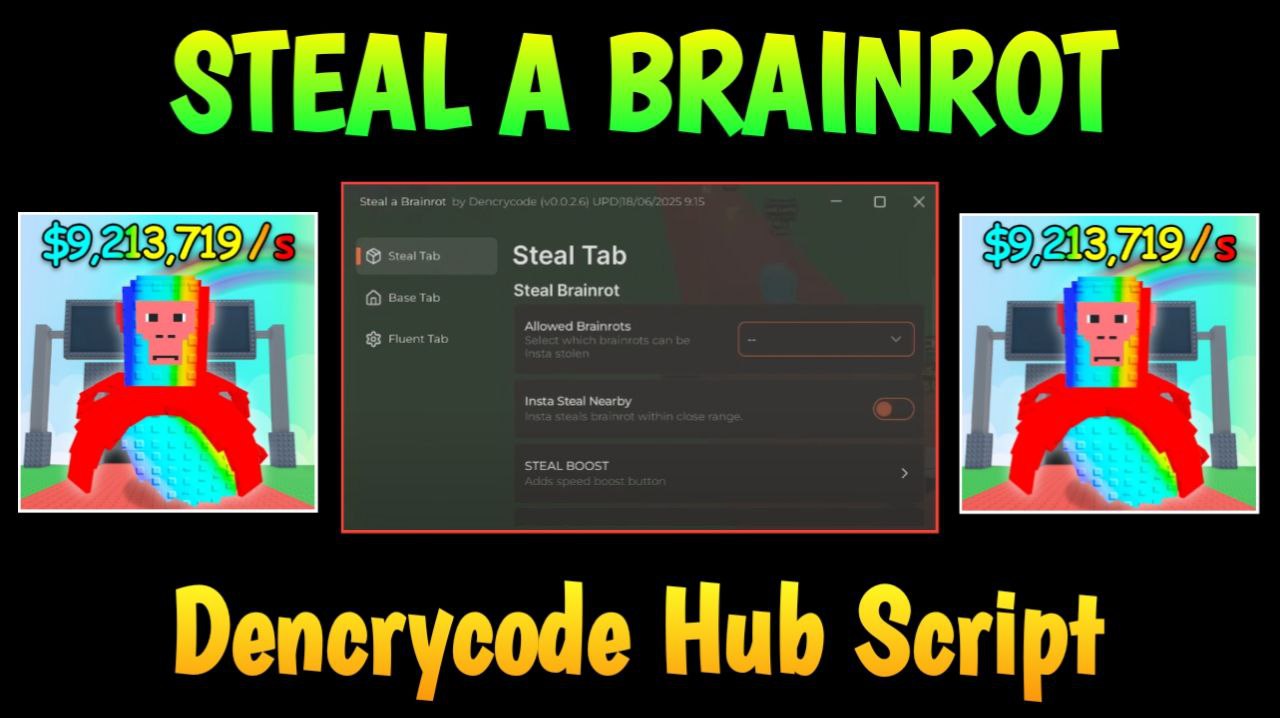 STEAL A BRAINROT
$9,213,719/s
Steal a Brainrot by Dencrycode (v0.0.2.6) UPD|18/06/2025 9:15
Steal Tab
Base Tab
Fluent Tab
Steal Tab
Steal Brainrot
Allowed Brainrots
Select which brainrots can be
Insta stolen
--
Insta Steal Nearby
Insta steals brainrot within close range.
STEAL BOOST
Adds speed boost button
$9,213,719/s
Dencrycode Hub Script